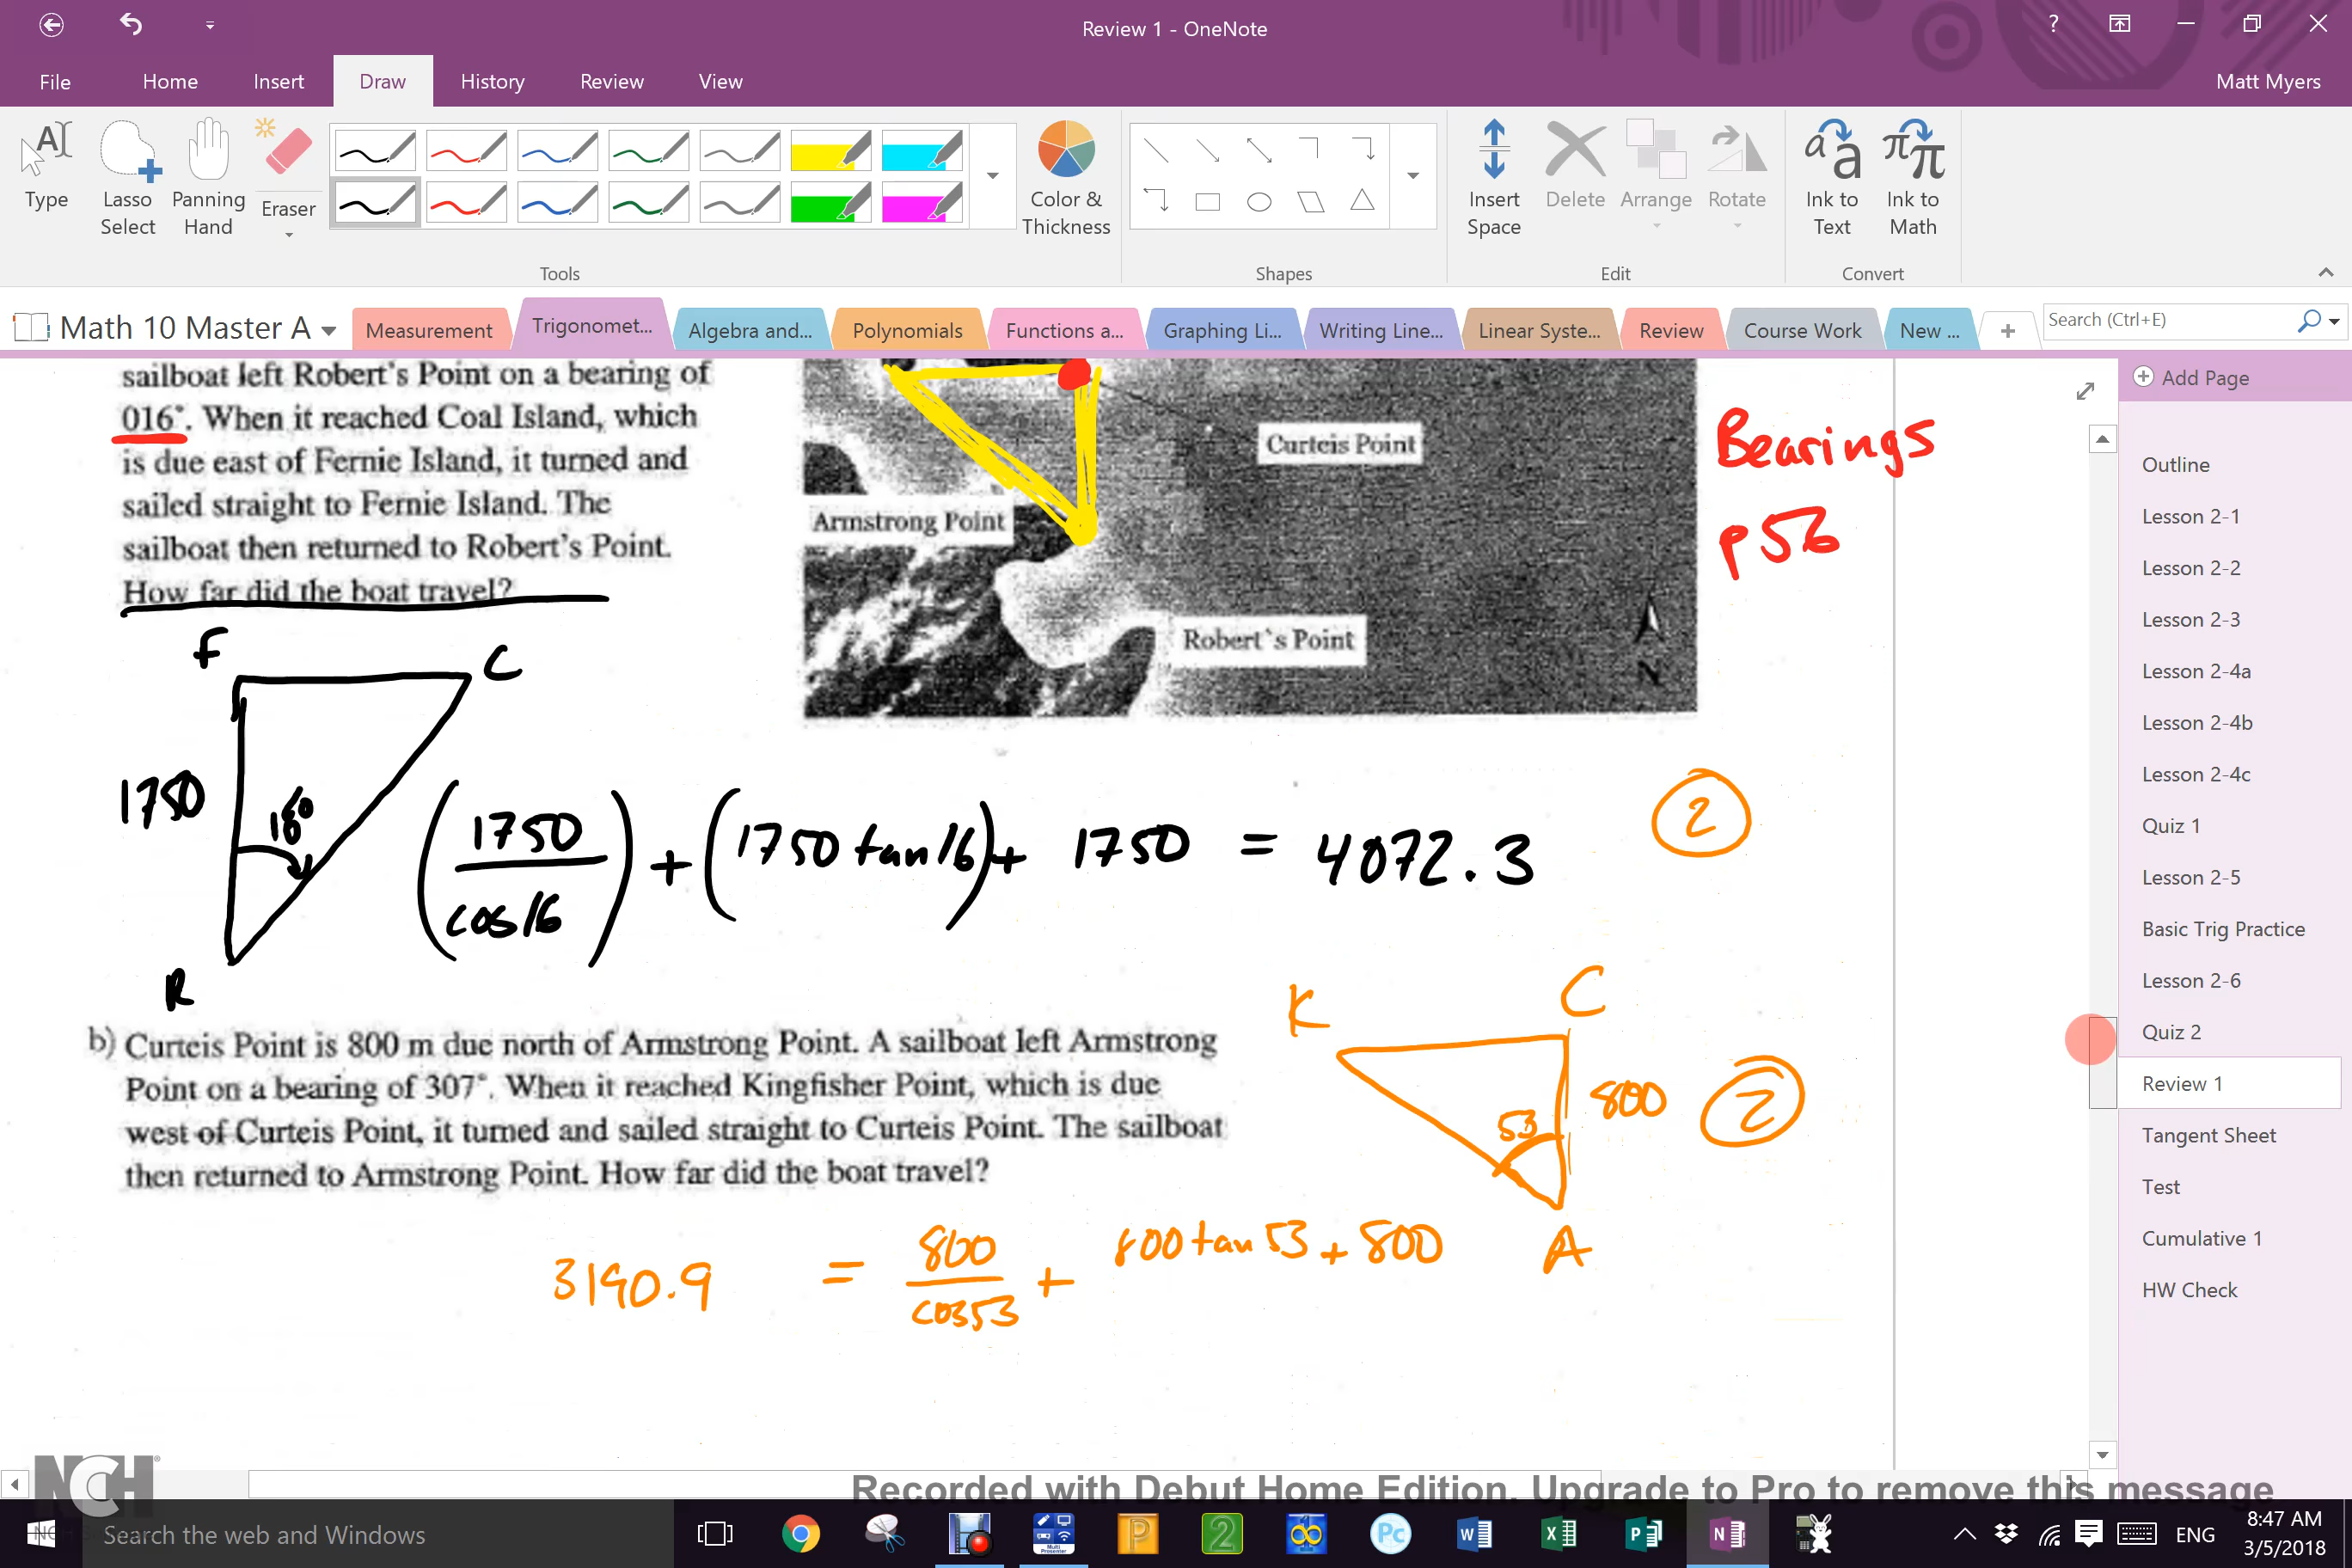 Review 1 - OneNote
?
File Home Insert Draw History Review View
Matt Myers
Type
Lasso Select
Panning Hand
Eraser
Color & Thickness
Insert Space
Delete
Arrange
Rotate
Ink to Text
Ink to Math
Tools
Shapes
Edit
Convert
Math 10 Master A
Measurement
Trigonomet...
Algebra and...
Polynomials
Functions a...
Graphing Li...
Writing Line...
Linear Syste...
Review
Course Work
New ...
+
Search (Ctrl+E)
sailboat left Robert's Point on a bearing of
016°. When it reached Coal Island, which
is due east of Fernie Island, it turned and
sailed straight to Fernie Island. The
sailboat then returned to Robert's Point.
How far did the boat travel?
Curteis Point
Armstrong Point
Robert's Point
N
Bearings
p56
F
C
1750
16°
R
(1750/cos16) + (1750 tan 16) + 1750 = 4072.3
2
b) Curteis Point is 800 m due north of Armstrong Point. A sailboat left Armstrong
Point on a bearing of 307°. When it reached Kingfisher Point, which is due
west of Curteis Point, it turned and sailed straight to Curteis Point. The sailboat
then returned to Armstrong Point. How far did the boat travel?
K
C
53
800
2
A
3190.9 = 800/cos53 + 800 tan 53 + 800
Add Page
Outline
Lesson 2-1
Lesson 2-2
Lesson 2-3
Lesson 2-4a
Lesson 2-4b
Lesson 2-4c
Quiz 1
Lesson 2-5
Basic Trig Practice
Lesson 2-6
Quiz 2
Review 1
Tangent Sheet
Test
Cumulative 1
HW Check
NCH
Recorded with Debut Home Edition. Upgrade to Pro to remove this message
Search the web and Windows
ENG
8:47 AM
3/5/2018